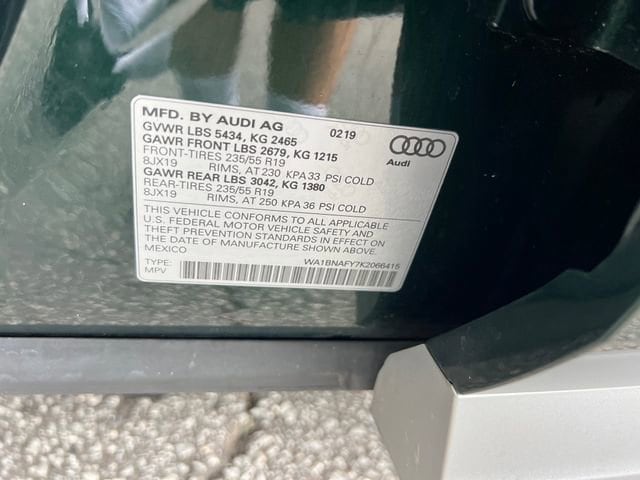 MFD. BY AUDI AG 0219
GVWR LBS 5434, KG 2465
GAWR FRONT LBS 2679, KG 1215
FRONT-TIRES 235/55 R19
8JX19 RIMS, AT 230 KPA 33 PSI COLD
GAWR REAR LBS 3042, KG 1380
REAR-TIRES 235/55 R19
8JX19 RIMS, AT 250 KPA 36 PSI COLD
Audi
THIS VEHICLE CONFORMS TO ALL APPLICABLE
U.S. FEDERAL MOTOR VEHICLE SAFETY AND
THEFT PREVENTION STANDARDS IN EFFECT ON
THE DATE OF MANUFACTURE SHOWN ABOVE.
MEXICO
TYPE: WA1BNAFY7K2066415
MPV